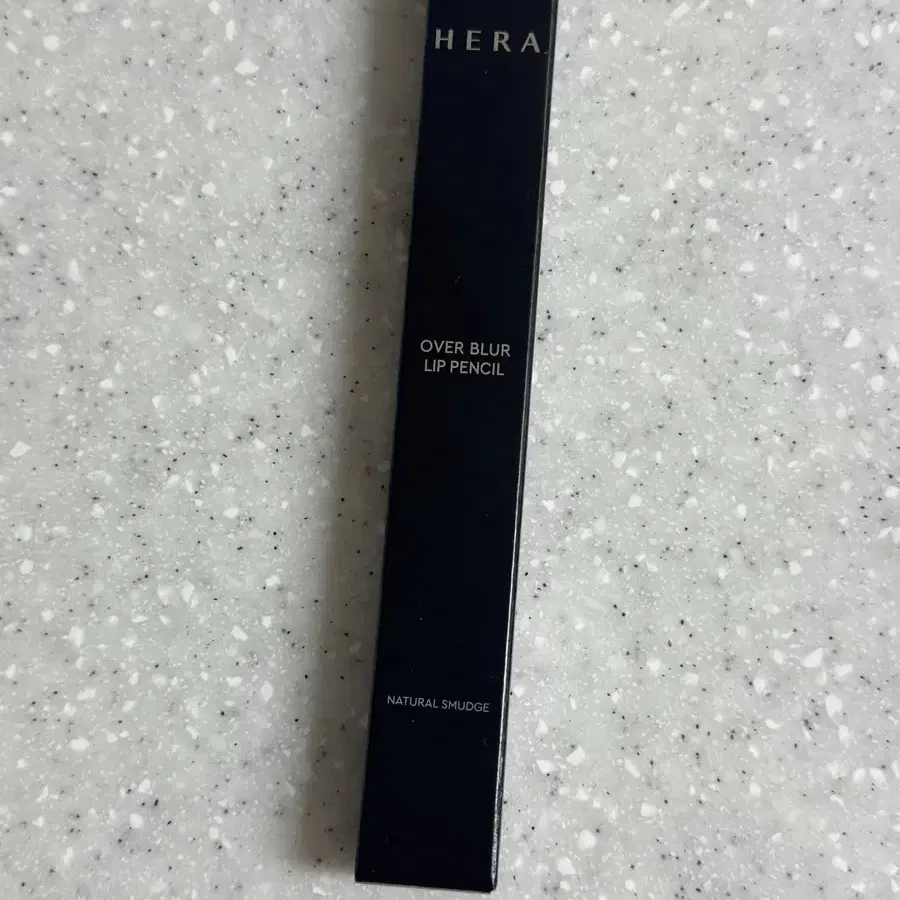 HERA
OVER BLUR
LIP PENCIL
NATURAL SMUDGE